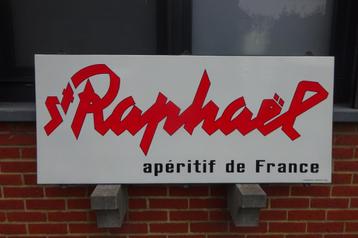 St Raphaël
apéritif de France